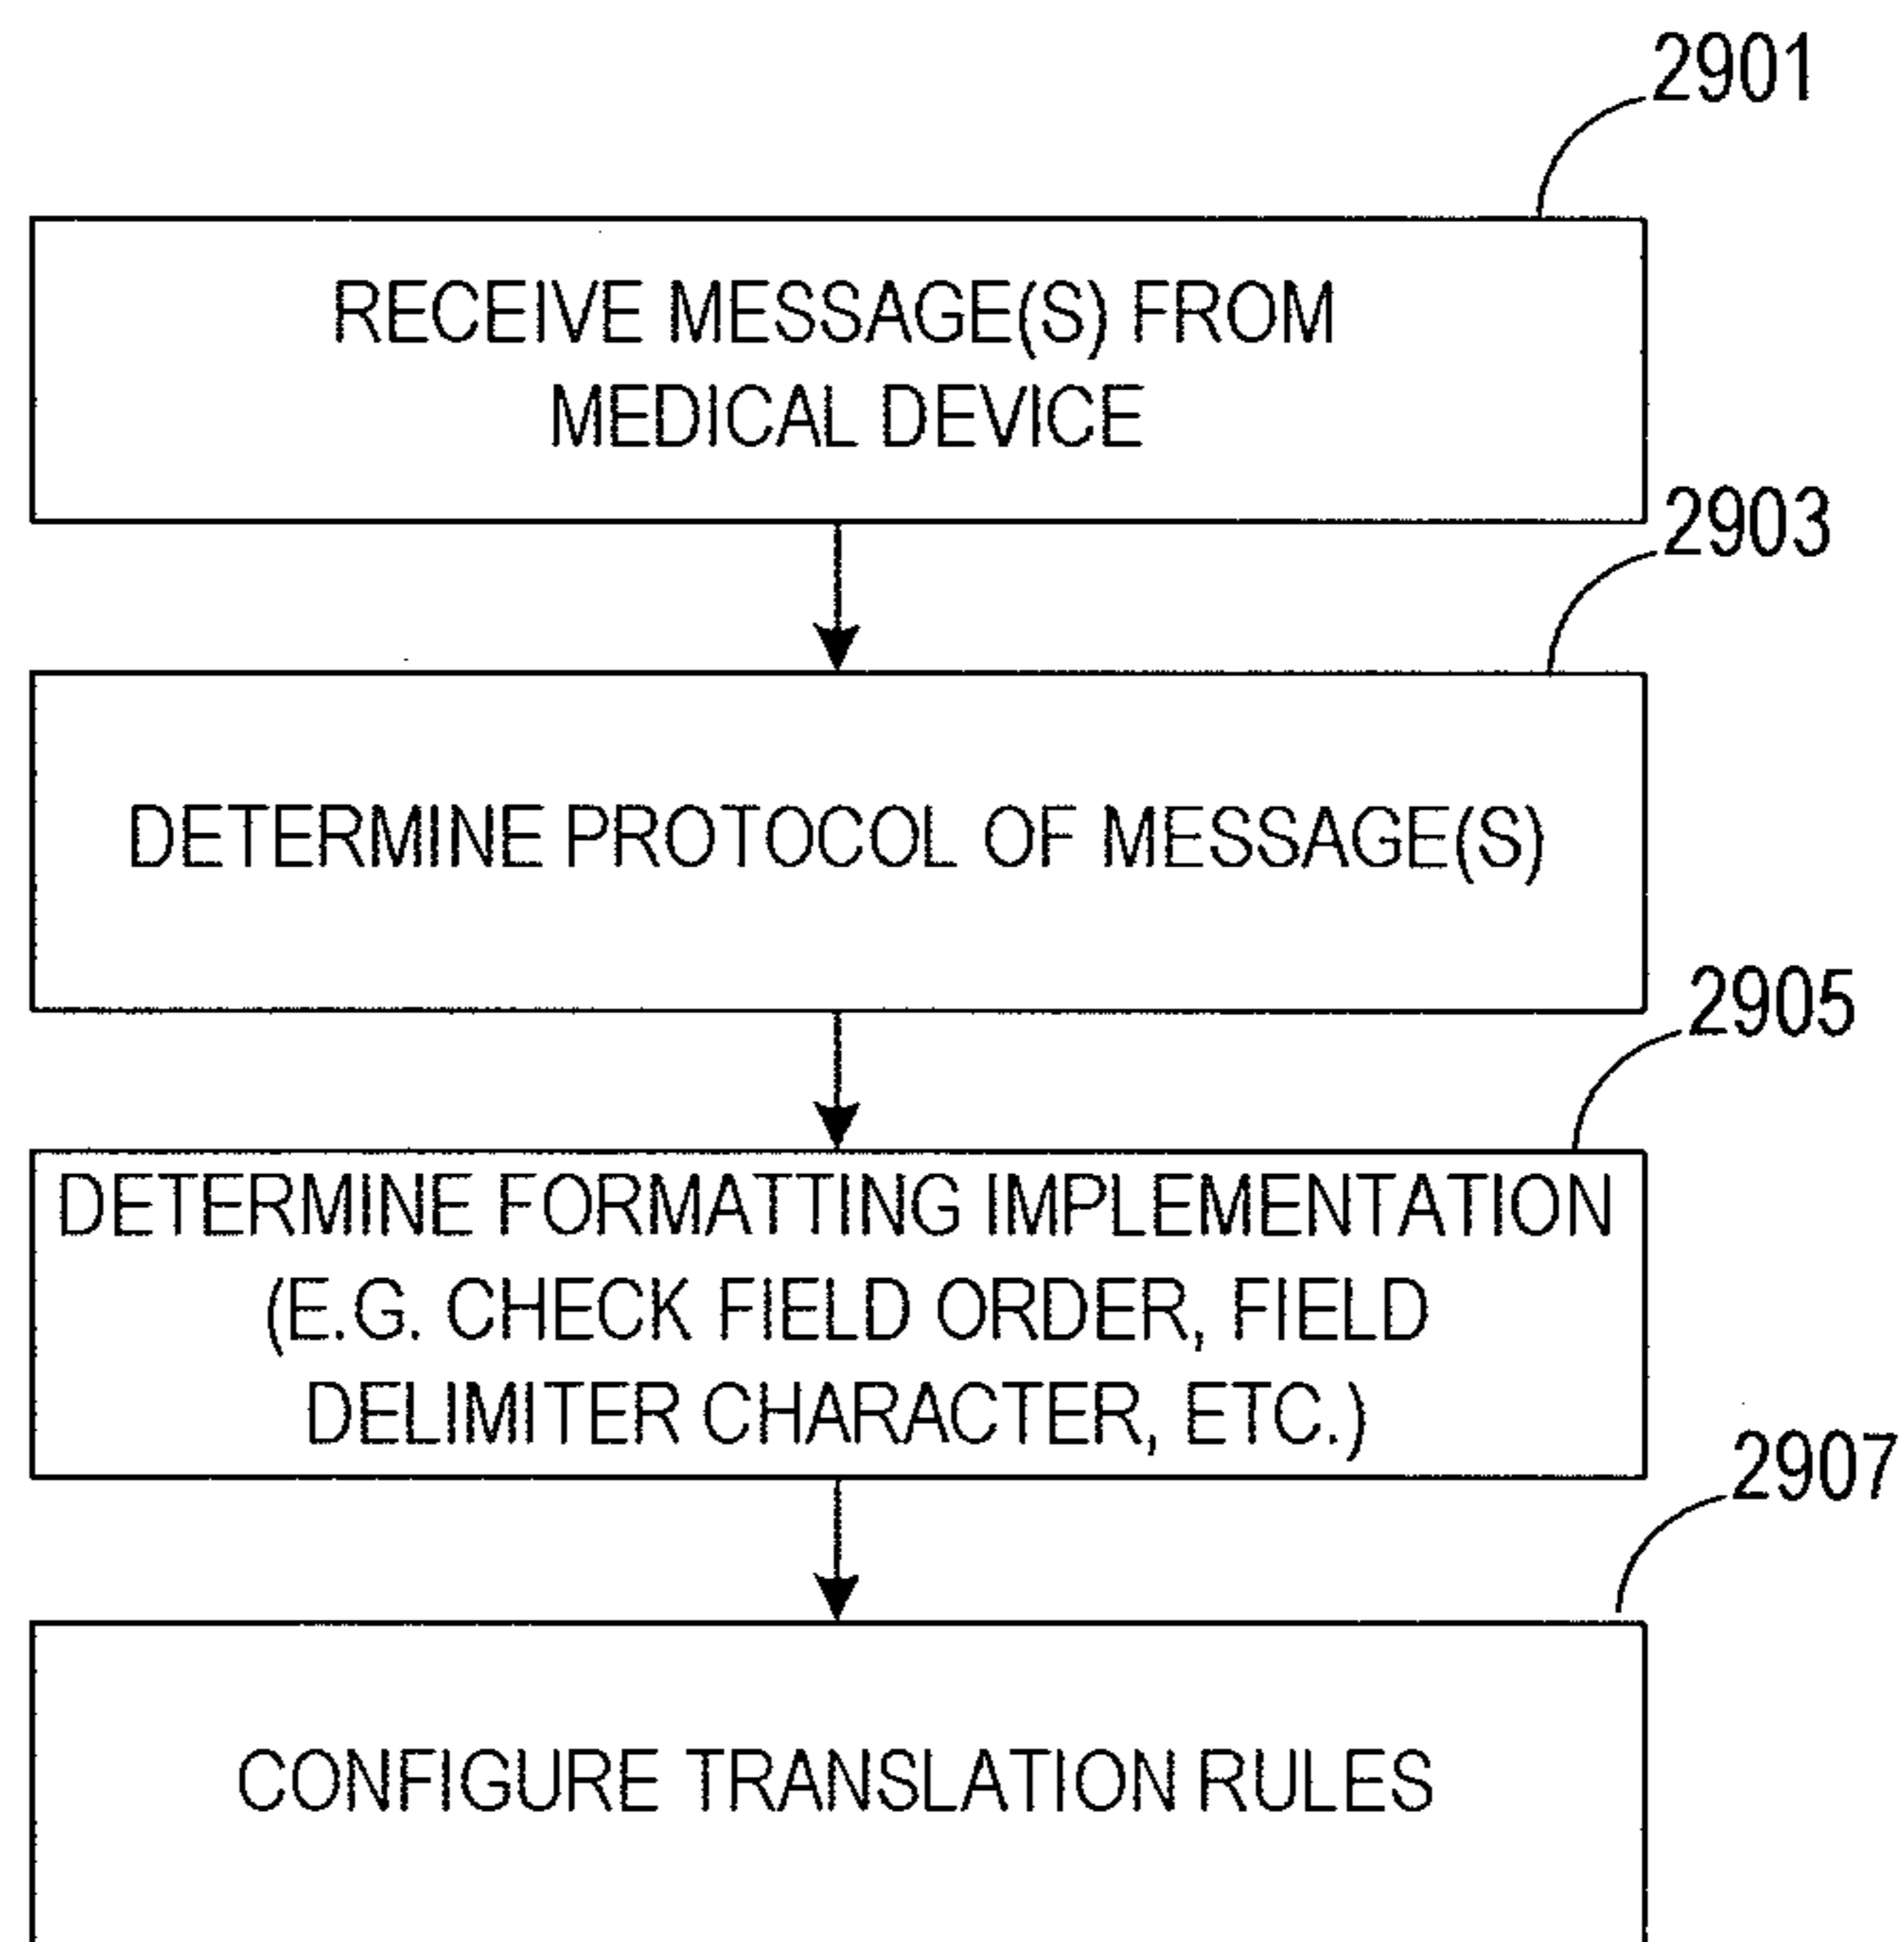 2901
RECEIVE MESSAGE(S) FROM
MEDICAL DEVICE
2903
DETERMINE PROTOCOL OF MESSAGE(S)
2905
DETERMINE FORMATTING IMPLEMENTATION
(E.G. CHECK FIELD ORDER, FIELD
DELIMITER CHARACTER, ETC.)
2907
CONFIGURE TRANSLATION RULES